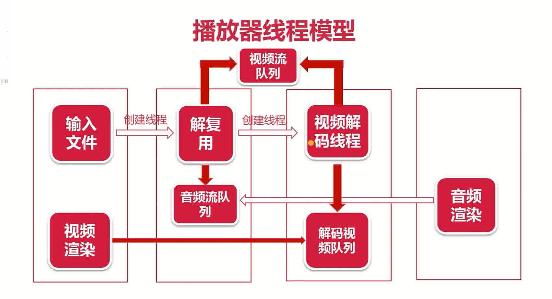 播放器线程模型
视频流
队列
输入
文件
创建线程
解复
用
创建线程
视频解
码线程
音频流队
列
音频
渲染
视频
渲染
解码视
频队列